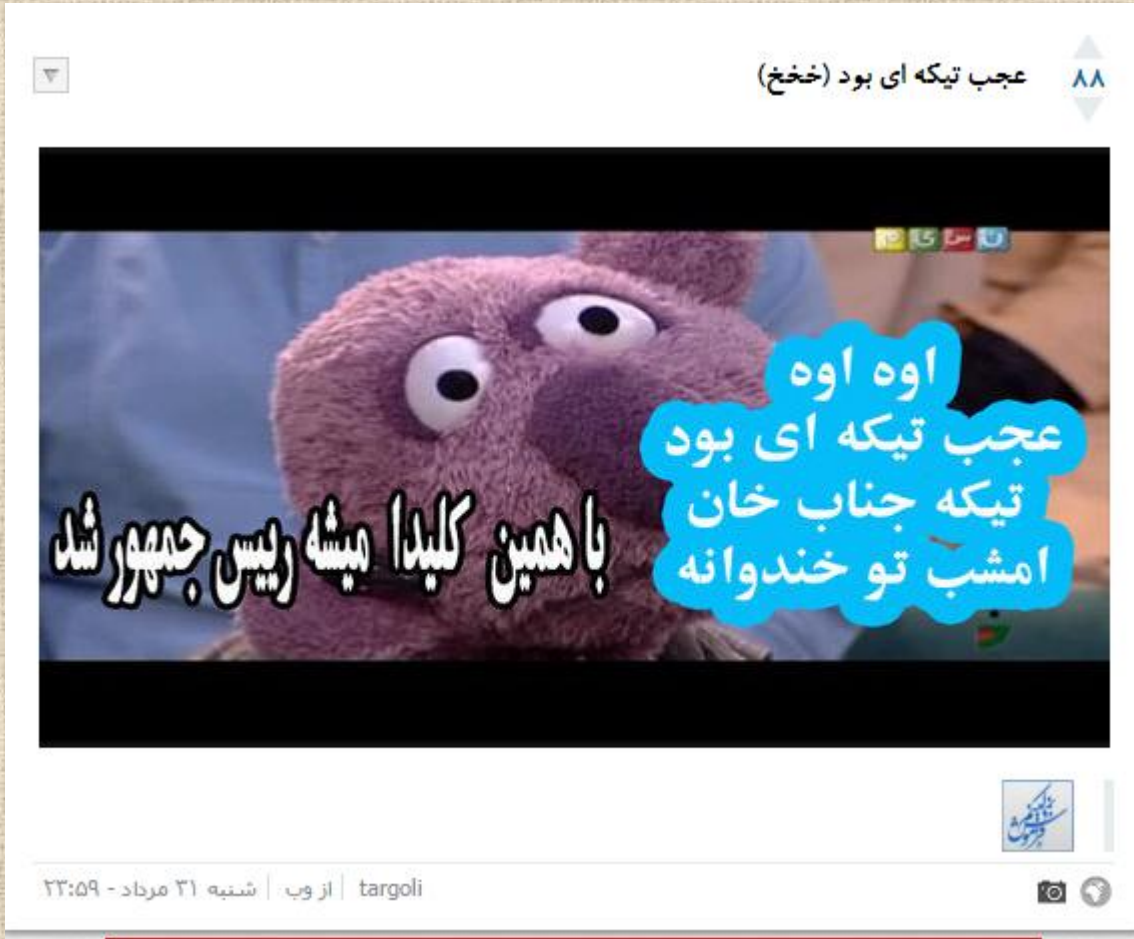 ۸۸
عجب تیکه ای بود (خخخ)
ن س ی م
اوه اوه
عجب تیکه ای بود
تیکه جناب خان
امشب تو خندوانه
با همین کلیدا میشه رییس جمهور شد
targoli | از وب | شنبه ۳۱ مرداد - ۲۳:۵۹